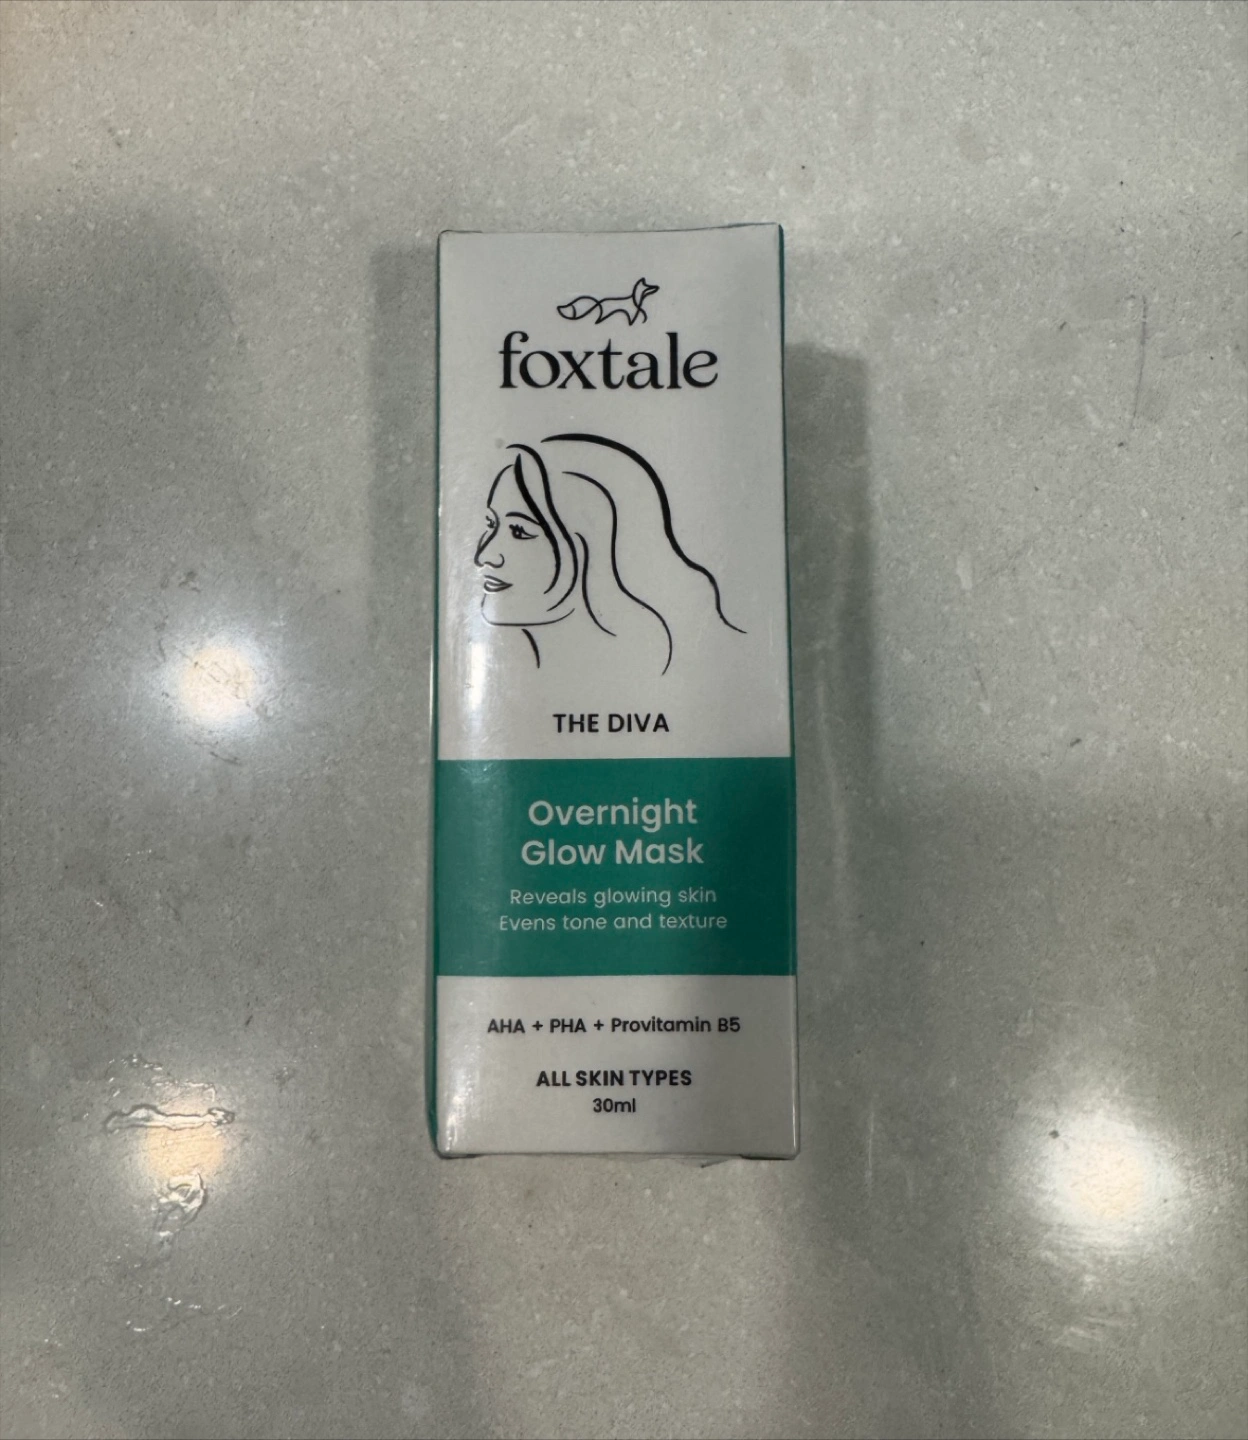 foxtale
THE DIVA
Overnight
Glow Mask
Reveals glowing skin
Evens tone and texture
AHA + PHA + Provitamin B5
ALL SKIN TYPES
30ml